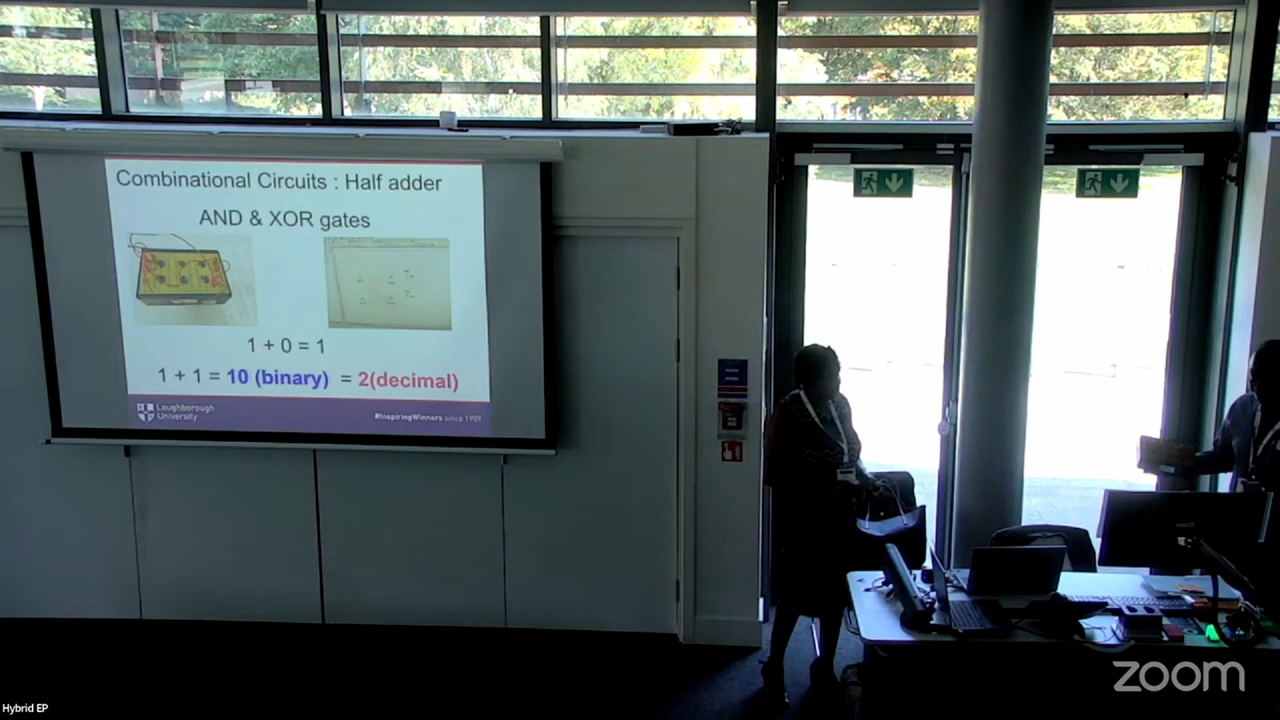 Combinational Circuits : Half adder
AND & XOR gates
1 + 0 = 1
1 + 1 = 10 (binary) = 2(decimal)
Loughborough
University
#InspiringWinners since 1909
zoom
Hybrid EP